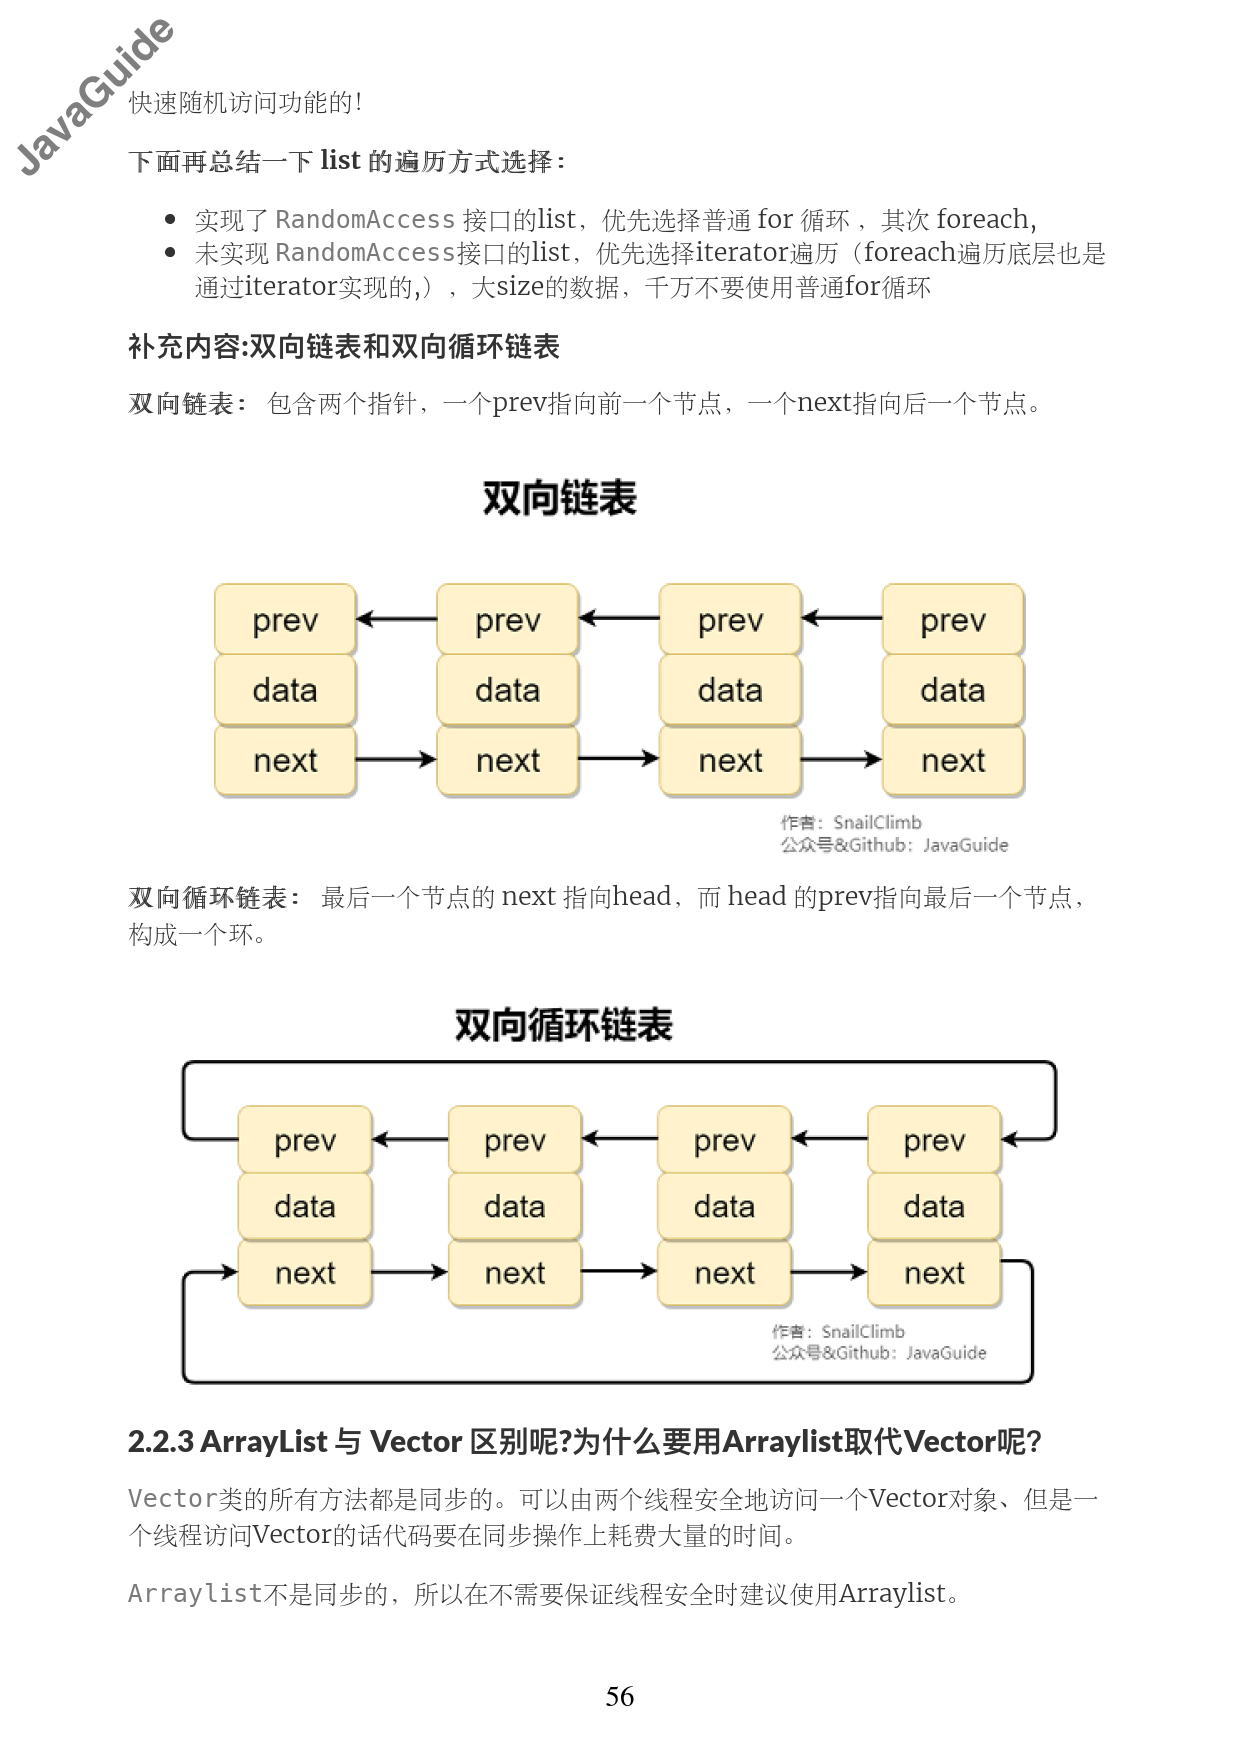 JavaGuide
快速随机访问功能的！
下面再总结一下 list 的遍历方式选择：
实现了 RandomAccess 接口的list，优先选择普通 for 循环 ，其次 foreach,
未实现 RandomAccess接口的list，优先选择iterator遍历（foreach遍历底层也是
通过iterator实现的,），大size的数据，千万不要使用普通for循环
补充内容:双向链表和双向循环链表
双向链表： 包含两个指针，一个prev指向前一个节点，一个next指向后一个节点。
双向链表
prev prev prev prev
data data data data
next next next next
作者：SnailClimb
公众号&Github：JavaGuide
双向循环链表： 最后一个节点的 next 指向head，而 head 的prev指向最后一个节点，
构成一个环。
双向循环链表
prev prev prev prev
data data data data
next next next next
作者：SnailClimb
公众号&Github：JavaGuide
2.2.3 ArrayList 与 Vector 区别呢?为什么要用Arraylist取代Vector呢？
Vector类的所有方法都是同步的。可以由两个线程安全地访问一个Vector对象、但是一
个线程访问Vector的话代码要在同步操作上耗费大量的时间。
Arraylist不是同步的，所以在不需要保证线程安全时建议使用Arraylist。
56